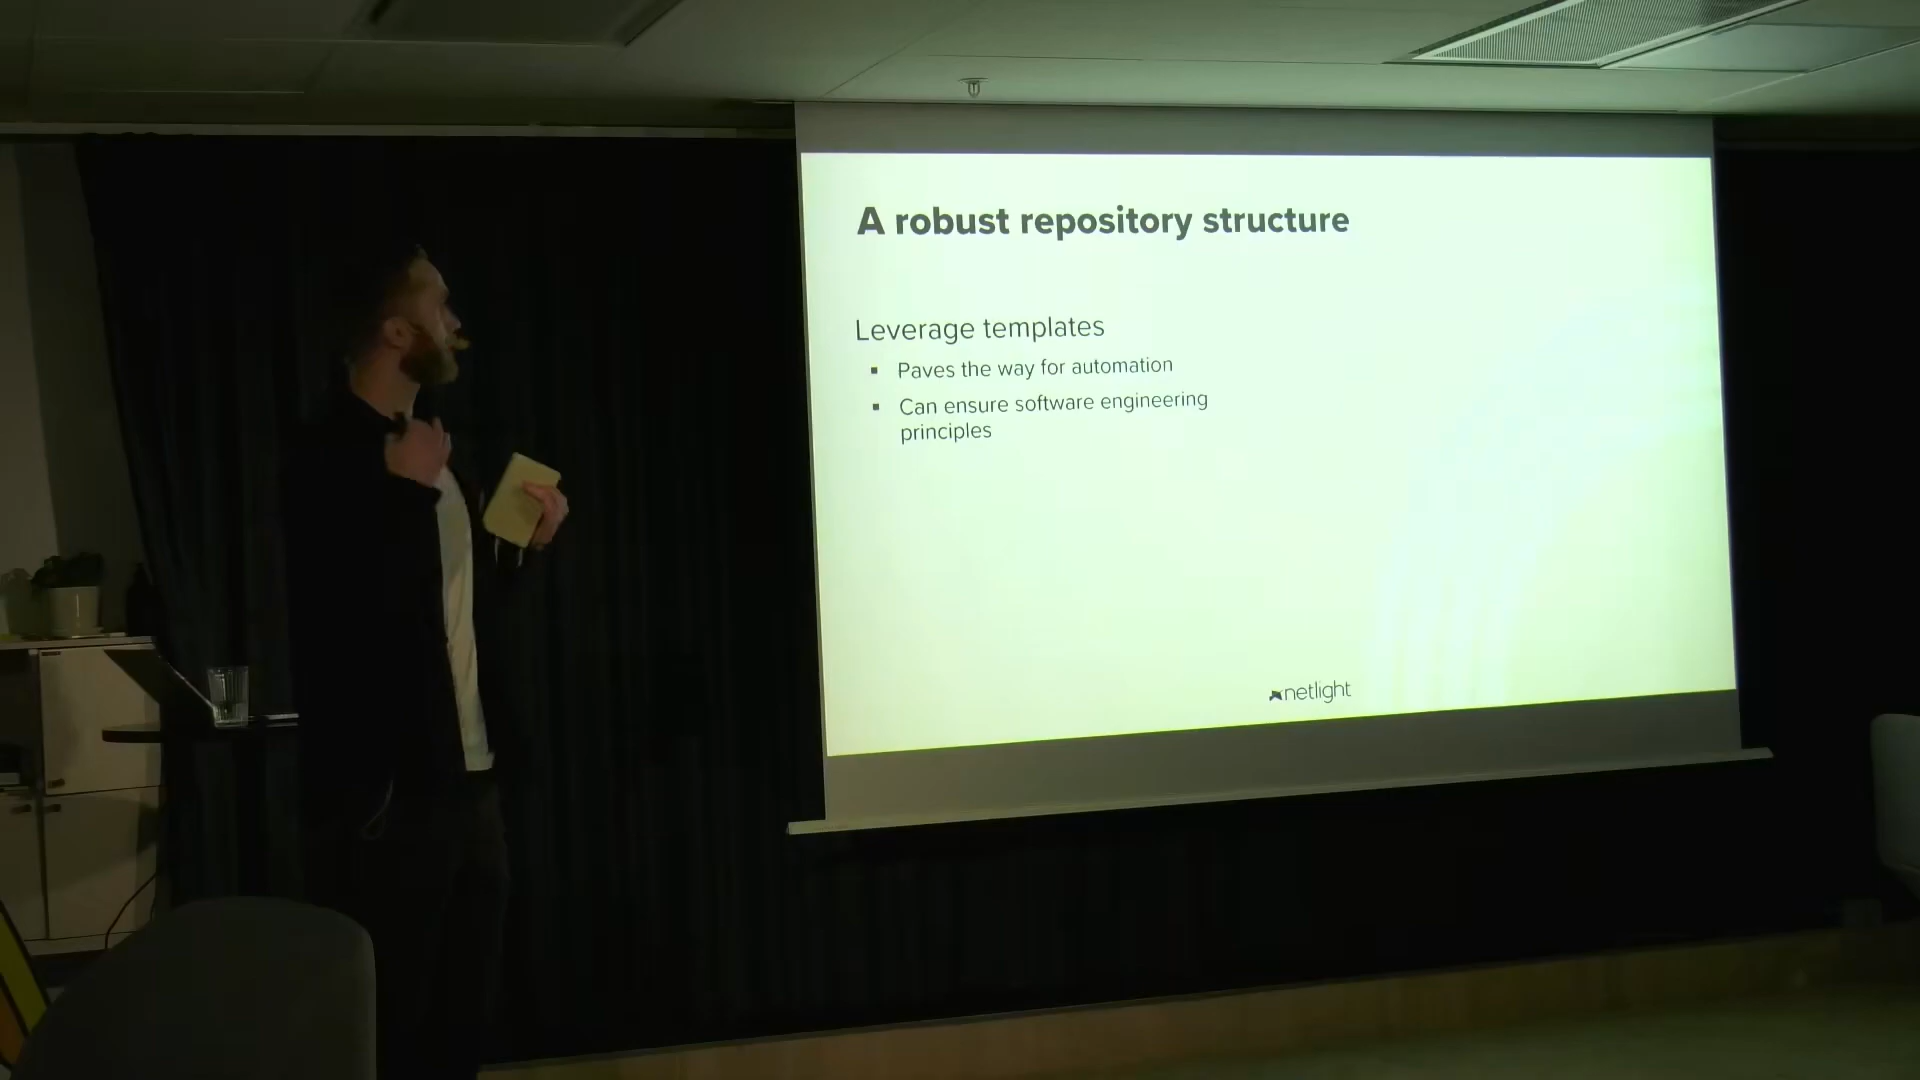 A robust repository structure
Leverage templates
▪ Paves the way for automation
▪ Can ensure software engineering
principles
netlight